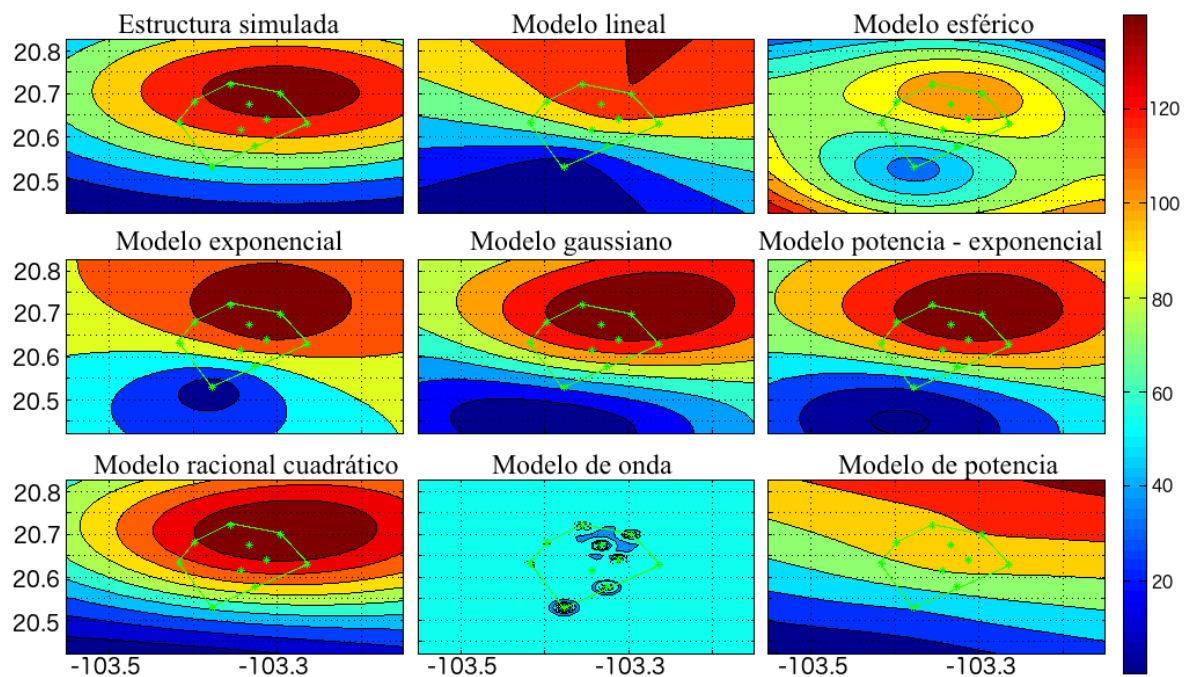 Estructura simulada
Modelo lineal
Modelo esférico
20.8
20.7
20.6
20.5
120
100
80
60
40
20
Modelo exponencial
Modelo gaussiano
Modelo potencia - exponencial
20.8
20.7
20.6
20.5
Modelo racional cuadrático
Modelo de onda
Modelo de potencia
20.8
20.7
20.6
20.5
-103.5
-103.3
-103.5
-103.3
-103.5
-103.3